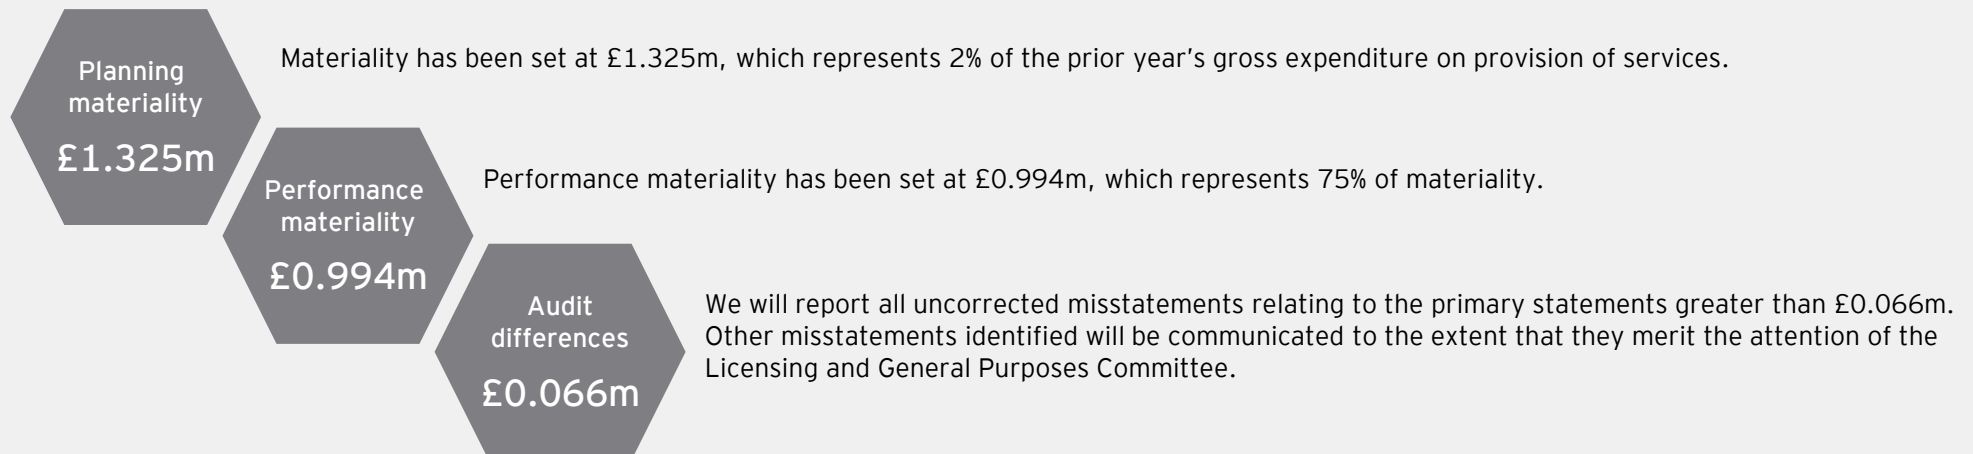 Planning
materiality
£1.325m
Materiality has been set at £1.325m, which represents 2% of the prior year's gross expenditure on provision of services.
Performance
materiality
£0.994m
Performance materiality has been set at £0.994m, which represents 75% of materiality.
Audit
differences
£0.066m
We will report all uncorrected misstatements relating to the primary statements greater than £0.066m.
Other misstatements identified will be communicated to the extent that they merit the attention of the
Licensing and General Purposes Committee.